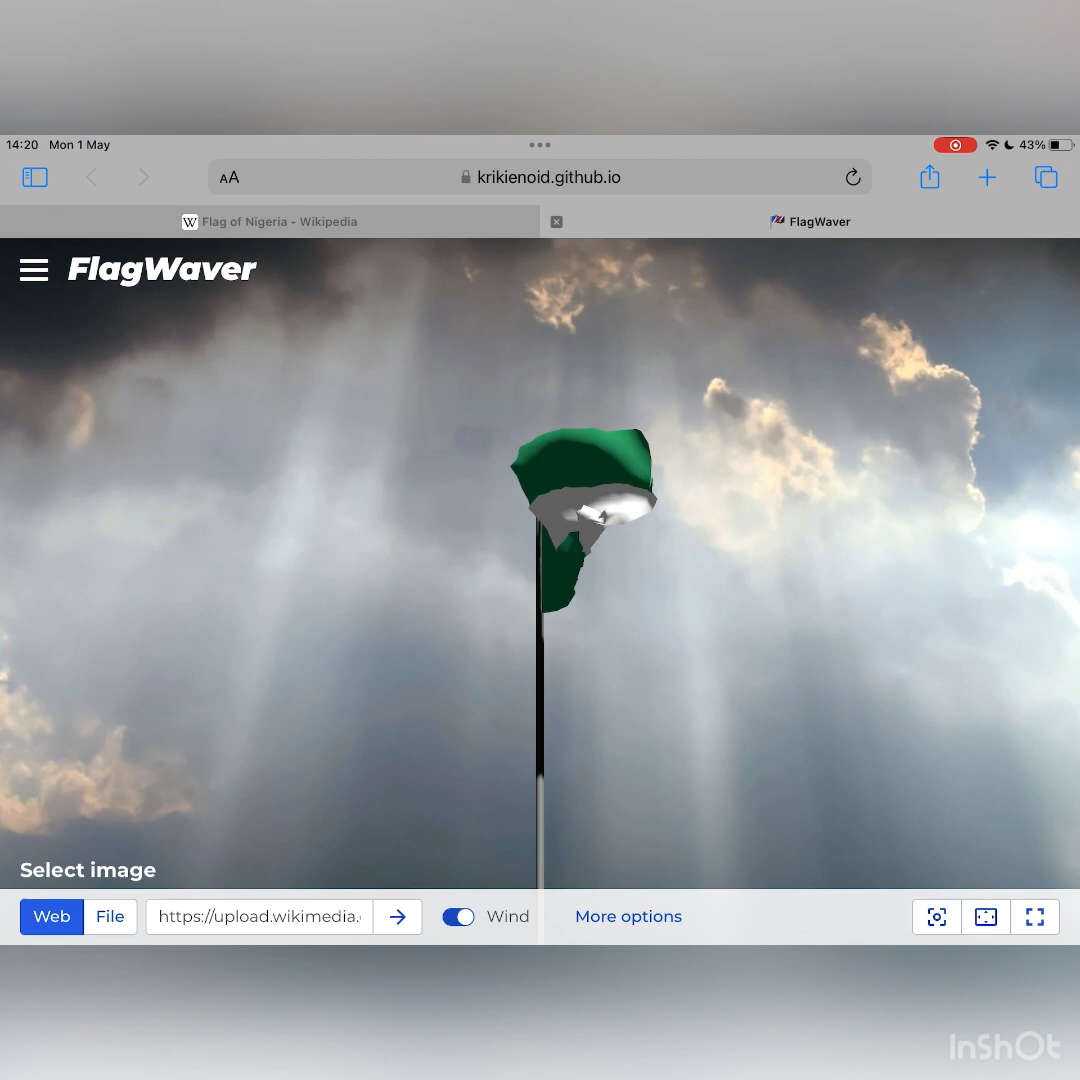 14:20 Mon 1 May
43%
AA
krikienoid.github.io
W Flag of Nigeria - Wikipedia
FlagWaver
FlagWaver
Select image
Web
File
https://upload.wikimedia.
Wind
More options
InShOt